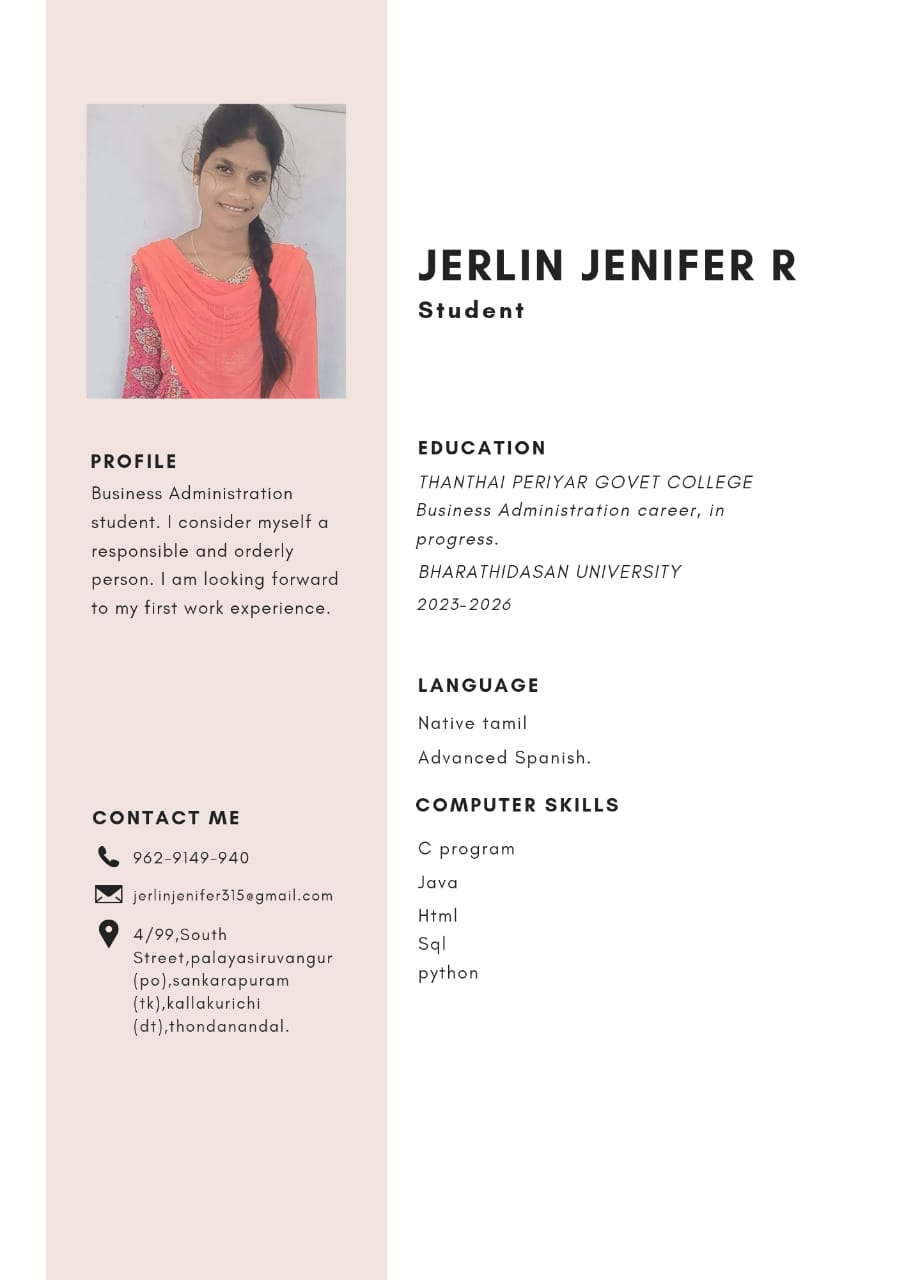 JERLIN JENIFER R
Student
PROFILE
Business Administration
student. I consider myself a
responsible and orderly
person. I am looking forward
to my first work experience.
CONTACT ME
962-9149-940
jerlinjenifer315@gmail.com
4/99,South
Street,palayasiruvangur
(po),sankarapuram
(tk),kallakurichi
(dt),thondanandal.
EDUCATION
THANTHAI PERIYAR GOVET COLLEGE
Business Administration career, in
progress.
BHARATHIDASAN UNIVERSITY
2023-2026
LANGUAGE
Native tamil
Advanced Spanish.
COMPUTER SKILLS
C program
Java
Html
Sql
python